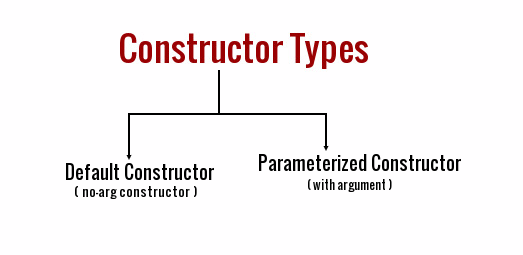 Constructor Types
Default Constructor
( no-arg constructor )
Parameterized Constructor
( with argument )